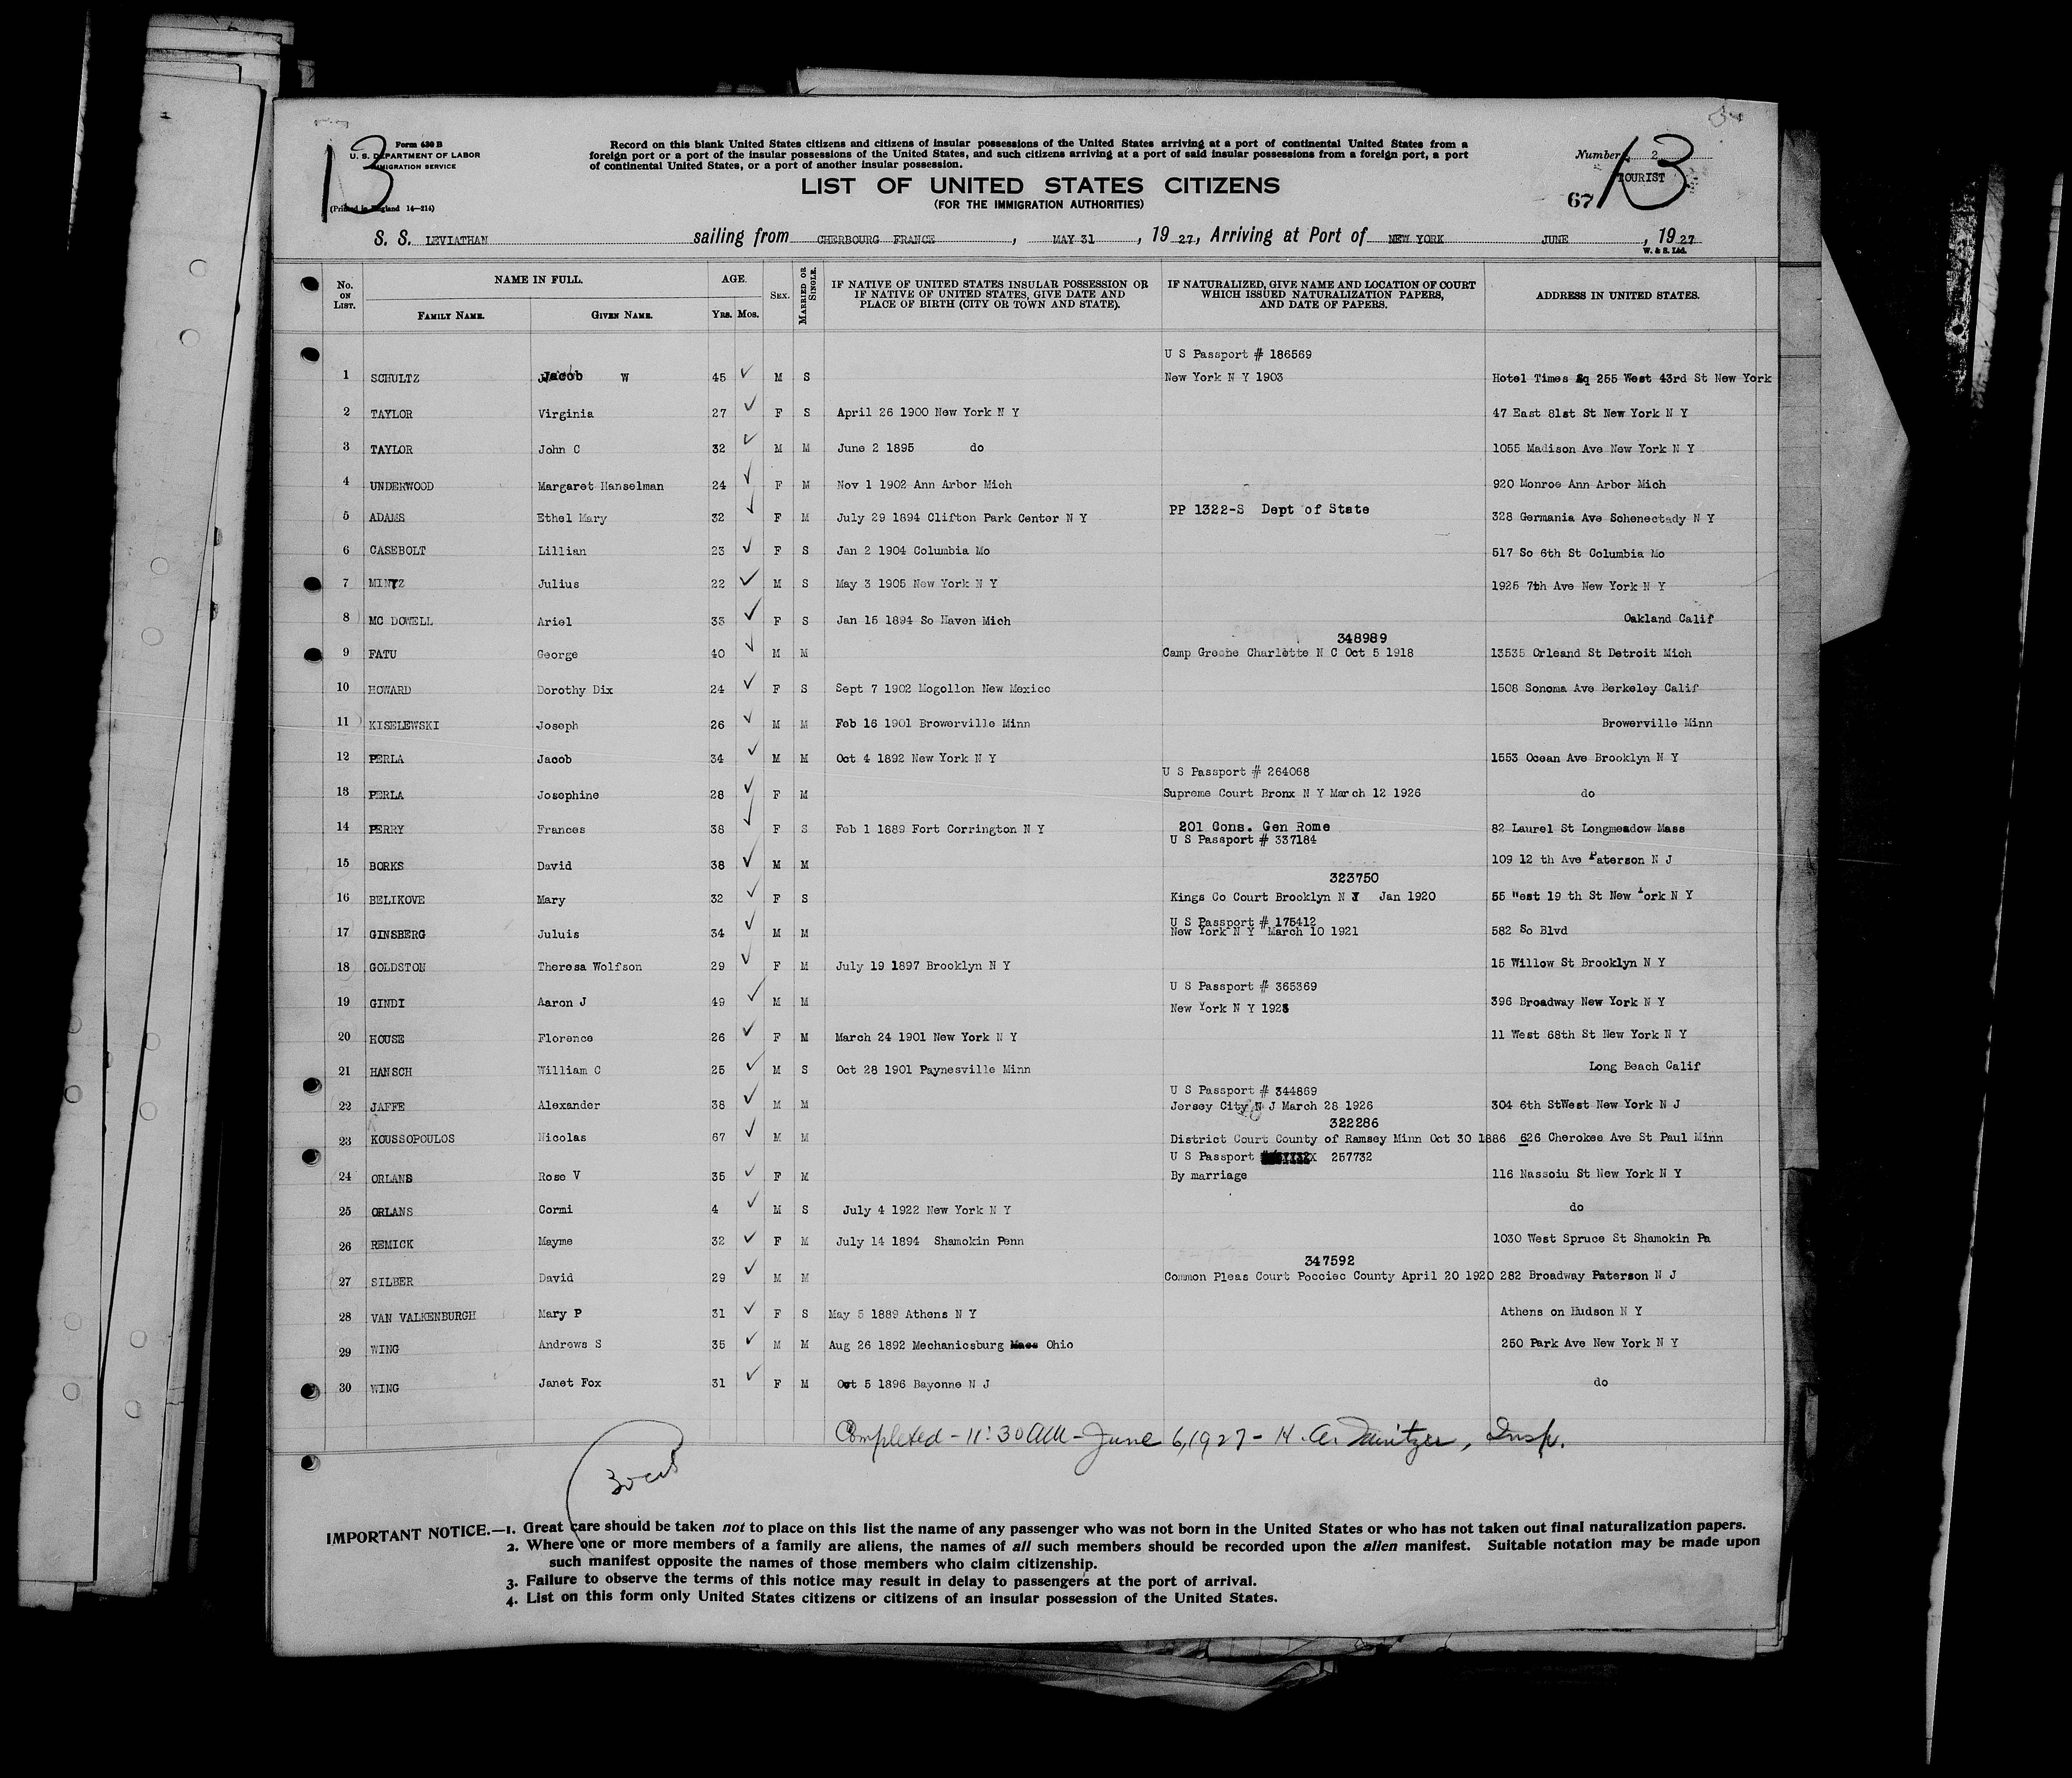 13
Form 630 B
U. S. DEPARTMENT OF LABOR
IMMIGRATION SERVICE
(Printed in England 14—214)
Record on this blank United States citizens and citizens of insular possessions of the United States arriving at a port of continental United States from a
foreign port or a port of the insular possessions of the United States, and such citizens arriving at a port of said insular possessions from a foreign port, a port
of continental United States, or a port of another insular possession.
LIST OF UNITED STATES CITIZENS
(FOR THE IMMIGRATION AUTHORITIES)
Number 2
TOURIST
67
13
S. S. LEVIATHAN sailing from CHERBOURG FRANCE, MAY 31, 19 27, Arriving at Port of NEW YORK JUNE, 19 27
W. & S. Ltd.
No. ON LIST. NAME IN FULL. FAMILY NAME. GIVEN NAME. AGE. Yrs. Mos. SEX. MARRIED OR SINGLE. IF NATIVE OF UNITED STATES INSULAR POSSESSION OR IF NATIVE OF UNITED STATES, GIVE DATE AND PLACE OF BIRTH (CITY OR TOWN AND STATE). IF NATURALIZED, GIVE NAME AND LOCATION OF COURT WHICH ISSUED NATURALIZATION PAPERS, AND DATE OF PAPERS. ADDRESS IN UNITED STATES.
U S Passport # 186569
1 SCHULTZ Jacob W 45 ✓ M S New York N Y 1903 Hotel Times Sq 255 West 43rd St New York
2 TAYLOR Virginia 27 ✓ F S April 26 1900 New York N Y 47 East 81st St New York N Y
3 TAYLOR John C 32 ✓ M M June 2 1895 do 1055 Madison Ave New York N Y
4 UNDERWOOD Margaret Hanselman 24 ✓ F M Nov 1 1902 Ann Arbor Mich 920 Monroe Ann Arbor Mich
5 ADAMS Ethel Mary 32 ✓ F M July 29 1894 Clifton Park Center N Y PP 1322-S Dept of State 328 Germania Ave Schenectady N Y
6 CASEBOLT Lillian 23 ✓ F S Jan 2 1904 Columbia Mo 517 So 6th St Columbia Mo
7 MINTZ Julius 22 ✓ M S May 3 1905 New York N Y 1925 7th Ave New York N Y
8 MC DOWELL Ariel 33 ✓ F S Jan 15 1894 So Haven Mich Oakland Calif
348989
9 FATU George 40 ✓ M M Camp Greche Charlette N C Oct 5 1918 13535 Orleand St Detroit Mich
10 HOWARD Dorothy Dix 24 ✓ F S Sept 7 1902 Mogollon New Mexico 1508 Sonoma Ave Berkeley Calif
11 KISELEWSKI Joseph 26 ✓ M M Feb 16 1901 Browerville Minn Browerville Minn
12 PERLA Jacob 34 ✓ M M Oct 4 1892 New York N Y 1553 Ocean Ave Brooklyn N Y
U S Passport # 264068
13 PERLA Josephine 28 ✓ F M Supreme Court Bronx N Y March 12 1926 do
14 PERRY Frances 38 ✓ F S Feb 1 1889 Fort Corrington N Y 201 Cons. Gen Rome 82 Laurel St Longmeadow Mass
U S Passport # 337184
15 BORKS David 38 ✓ M M 109 12 th Ave Paterson N J
323750
16 BELIKOVE Mary 32 ✓ F S Kings Co Court Brooklyn N Y Jan 1920 55 West 19 th St New York N Y
U S Passport # 175412
17 GINSBERG Juluis 34 ✓ M M New York N Y March 10 1921 582 So Blvd
18 GOLDSTON Theresa Wolfson 29 ✓ F M July 19 1897 Brooklyn N Y 15 Willow St Brooklyn N Y
U S Passport # 365369
19 GINDI Aaron J 49 ✓ M M New York N Y 1925 396 Broadway New York N Y
20 HOUSE Florence 26 ✓ F M March 24 1901 New York N Y 11 West 68th St New York N Y
21 HANSCH William C 25 ✓ M S Oct 28 1901 Paynesville Minn Long Beach Calif
U S Passport # 344869
22 JAFFE Alexander 38 ✓ M M Jersey City N J March 28 1926 304 6th StWest New York N J
322286
23 KOUSSOPOULOS Nicolas 67 ✓ M M District Court County of Ramsey Minn Oct 30 1886 626 Cherokee Ave St Paul Minn
U S Passport 257732
24 ORLANS Rose V 35 ✓ F M By marriage 116 Nassoiu St New York N Y
25 ORLANS Cormi 4 ✓ M S July 4 1922 New York N Y do
26 REMICK Mayme 32 ✓ F M July 14 1894 Shamokin Penn 1030 West Spruce St Shamokin Pa
347592
27 SILBER David 29 ✓ M M Common Pleas Court Pocciec County April 20 1920 282 Broadway Paterson N J
28 VAN VALKENBURGH Mary P 31 ✓ F S May 5 1889 Athens N Y Athens on Hudson N Y
29 WING Andrews S 35 ✓ M M Aug 26 1892 Mechanicsburg Ohio 250 Park Ave New York N Y
30 WING Janet Fox 31 ✓ F M Oct 5 1896 Bayonne N J do
Completed - 11:30 AM - June 6, 1927 - H. A. , Insp.
IMPORTANT NOTICE.—1. Great care should be taken not to place on this list the name of any passenger who was not born in the United States or who has not taken out final naturalization papers.
2. Where one or more members of a family are aliens, the names of all such members should be recorded upon the alien manifest. Suitable notation may be made upon
such manifest opposite the names of those members who claim citizenship.
3. Failure to observe the terms of this notice may result in delay to passengers at the port of arrival.
4. List on this form only United States citizens or citizens of an insular possession of the United States.